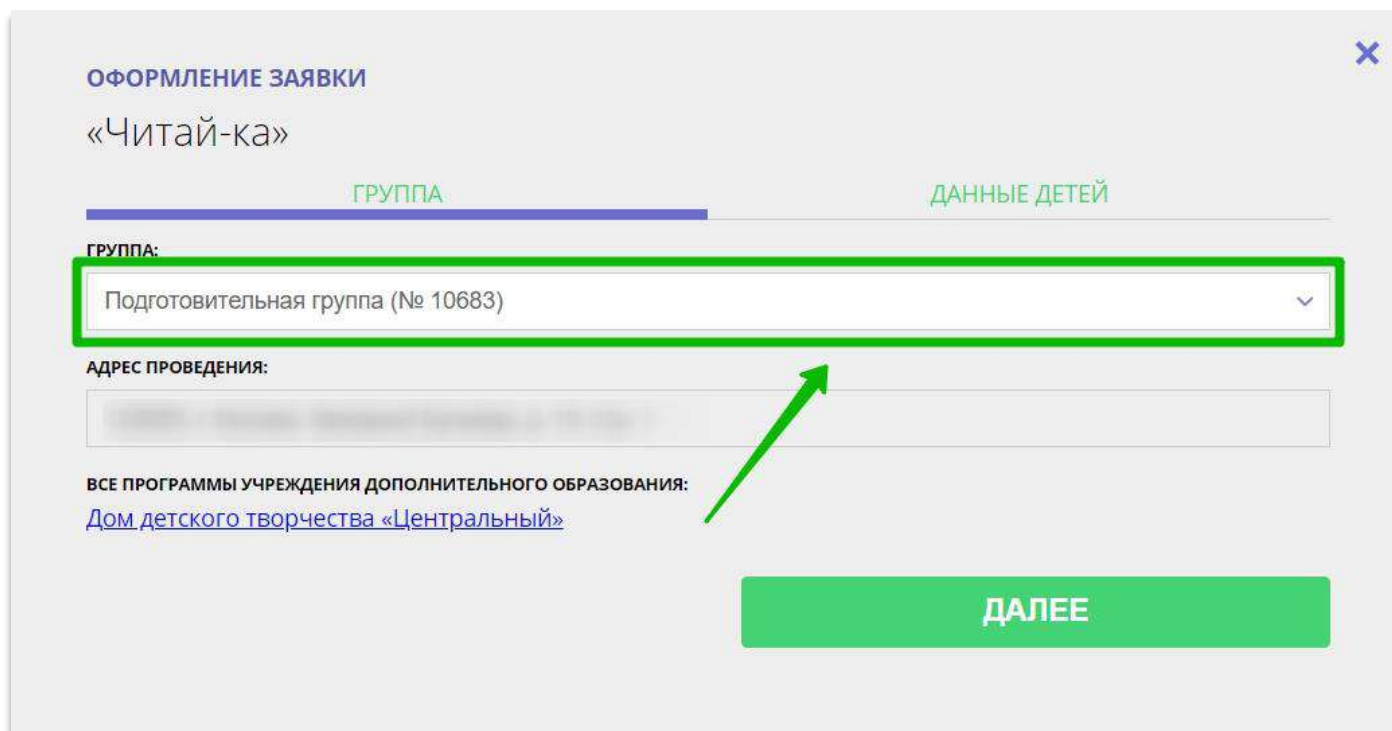 ОФОРМЛЕНИЕ ЗАЯВКИ
«Читай-ка»
ГРУППА
ДАННЫЕ ДЕТЕЙ
ГРУППА:
Подготовительная группа (№ 10683)
АДРЕС ПРОВЕДЕНИЯ:
ВСЕ ПРОГРАММЫ УЧРЕЖДЕНИЯ ДОПОЛНИТЕЛЬНОГО ОБРАЗОВАНИЯ:
Дом детского творчества «Центральный»
ДАЛЕЕ